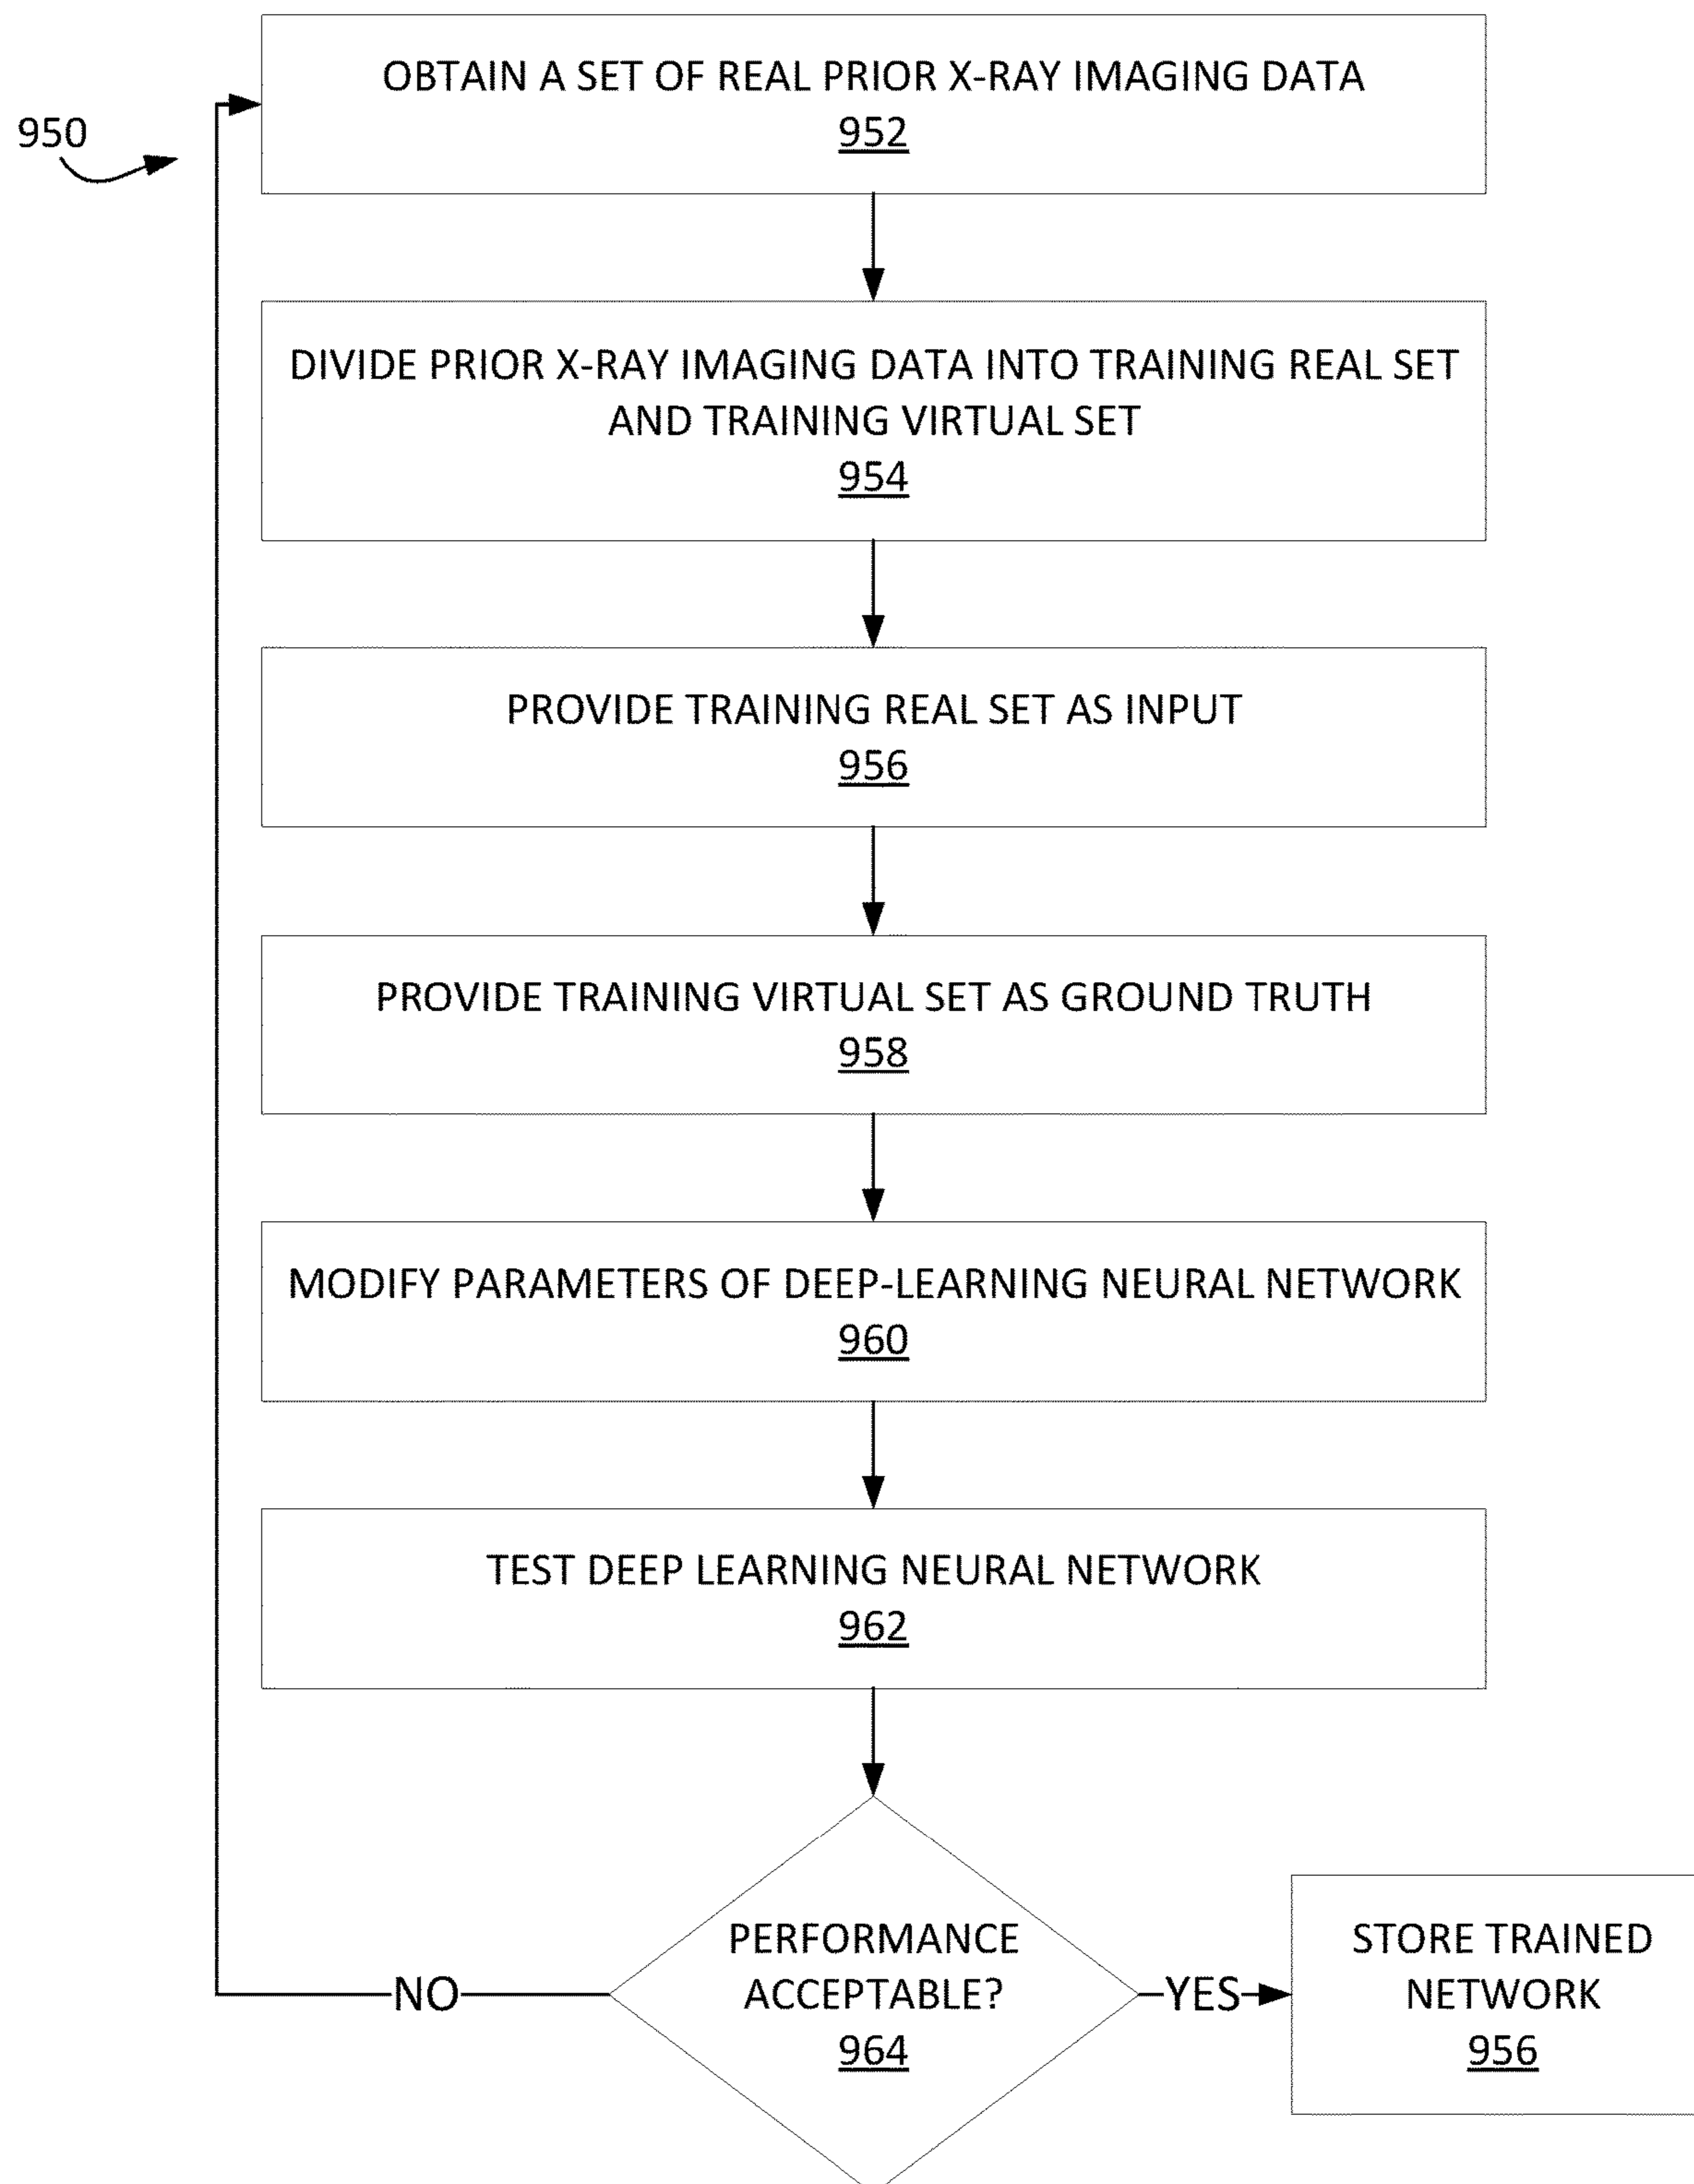 950
OBTAIN A SET OF REAL PRIOR X-RAY IMAGING DATA
952
DIVIDE PRIOR X-RAY IMAGING DATA INTO TRAINING REAL SET
AND TRAINING VIRTUAL SET
954
PROVIDE TRAINING REAL SET AS INPUT
956
PROVIDE TRAINING VIRTUAL SET AS GROUND TRUTH
958
MODIFY PARAMETERS OF DEEP-LEARNING NEURAL NETWORK
960
TEST DEEP LEARNING NEURAL NETWORK
962
PERFORMANCE
ACCEPTABLE?
964
NO
YES
STORE TRAINED
NETWORK
956